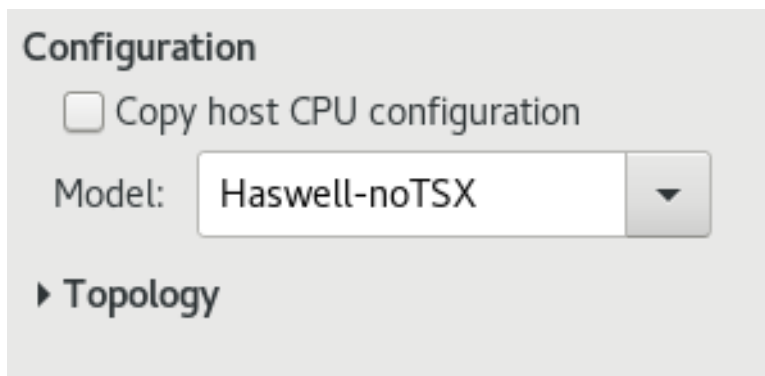 Configuration
Copy host CPU configuration
Model: Haswell-noTSX
Topology